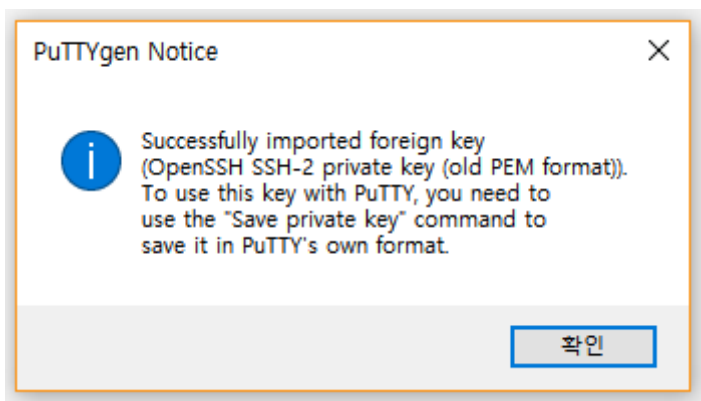 PuTTYgen Notice
Successfully imported foreign key
(OpenSSH SSH-2 private key (old PEM format)).
To use this key with PuTTY, you need to
use the "Save private key" command to
save it in PuTTY's own format.
확인